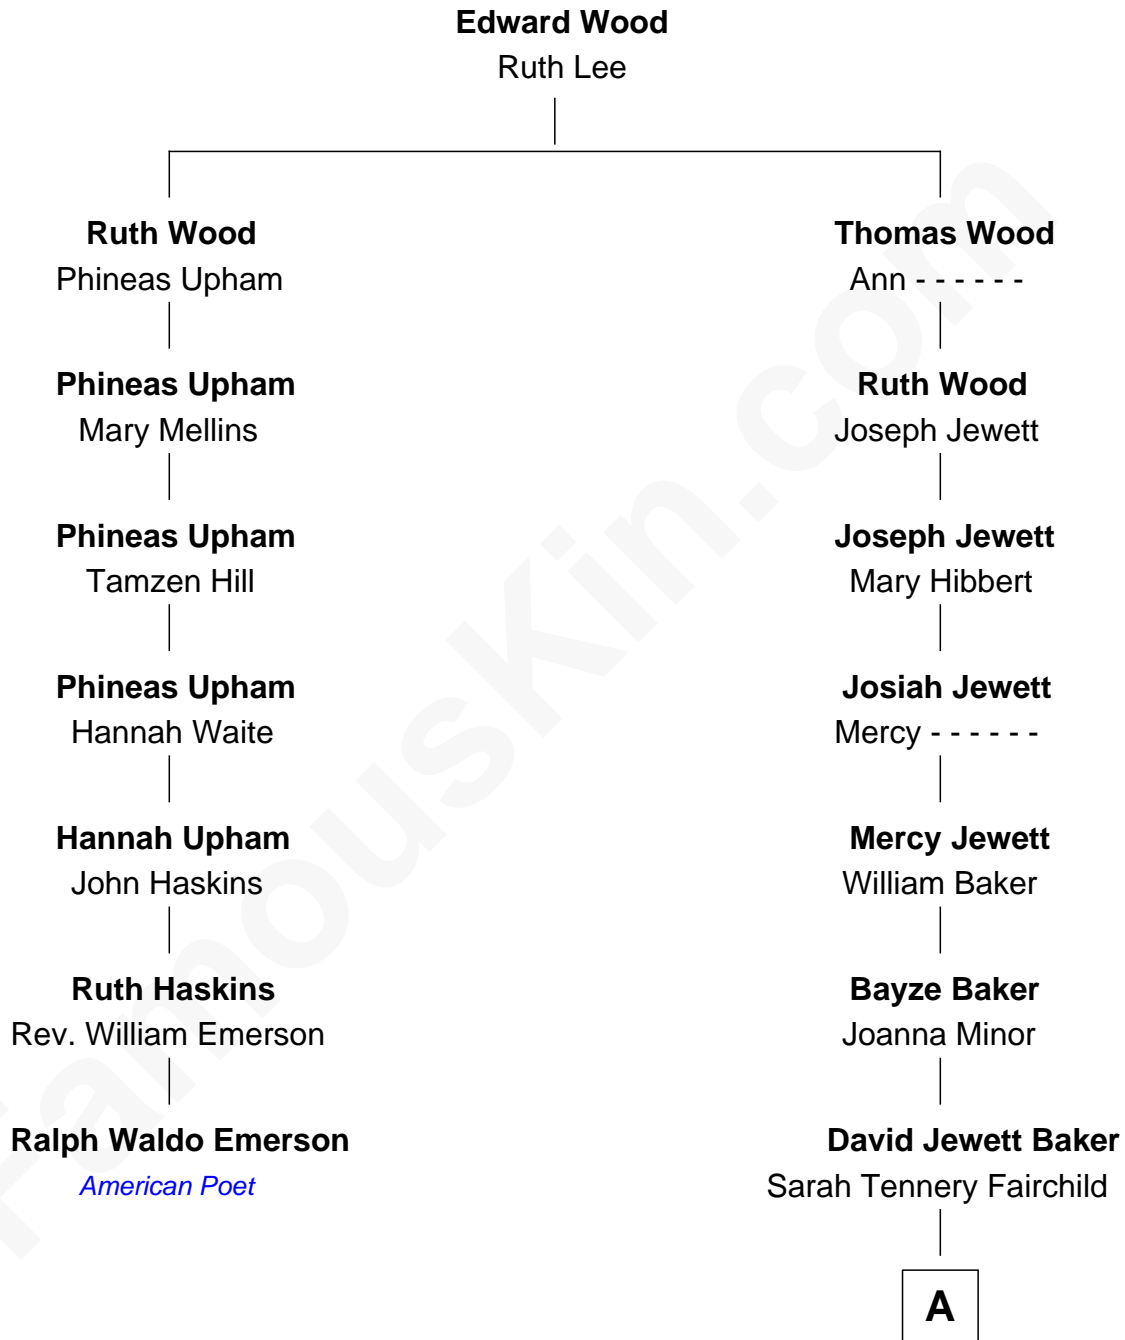 Edward Wood
Ruth Lee
Ruth Wood
Phineas Upham
Thomas Wood
Ann - - - - - -
Phineas Upham
Mary Mellins
Ruth Wood
Joseph Jewett
Phineas Upham
Tamzen Hill
Joseph Jewett
Mary Hibbert
Phineas Upham
Hannah Waite
Josiah Jewett
Mercy - - - - - -
Hannah Upham
John Haskins
Mercy Jewett
William Baker
Ruth Haskins
Rev. William Emerson
Bayze Baker
Joanna Minor
Ralph Waldo Emerson
American Poet
David Jewett Baker
Sarah Tennery Fairchild
A
FamousKin.com